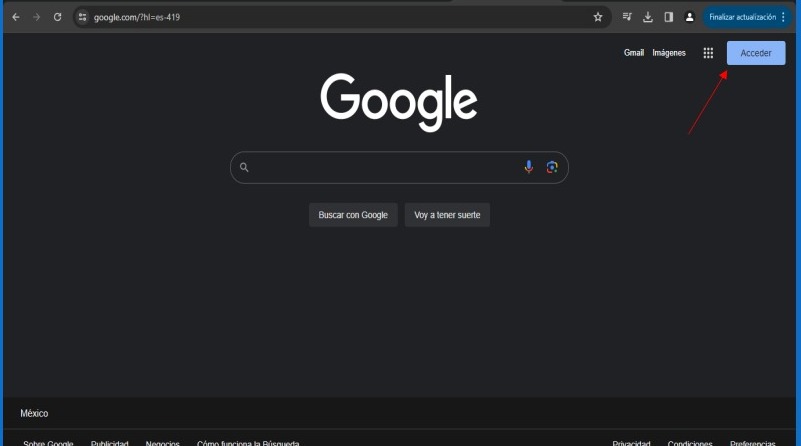 google.com/?hl=es-419
Finalizar actualización
Gmail Imágenes
Acceder
Google
Buscar con Google Voy a tener suerte
México
Sobre Google Publicidad Negocios Cómo funciona la Búsqueda Privacidad Condiciones Preferencias